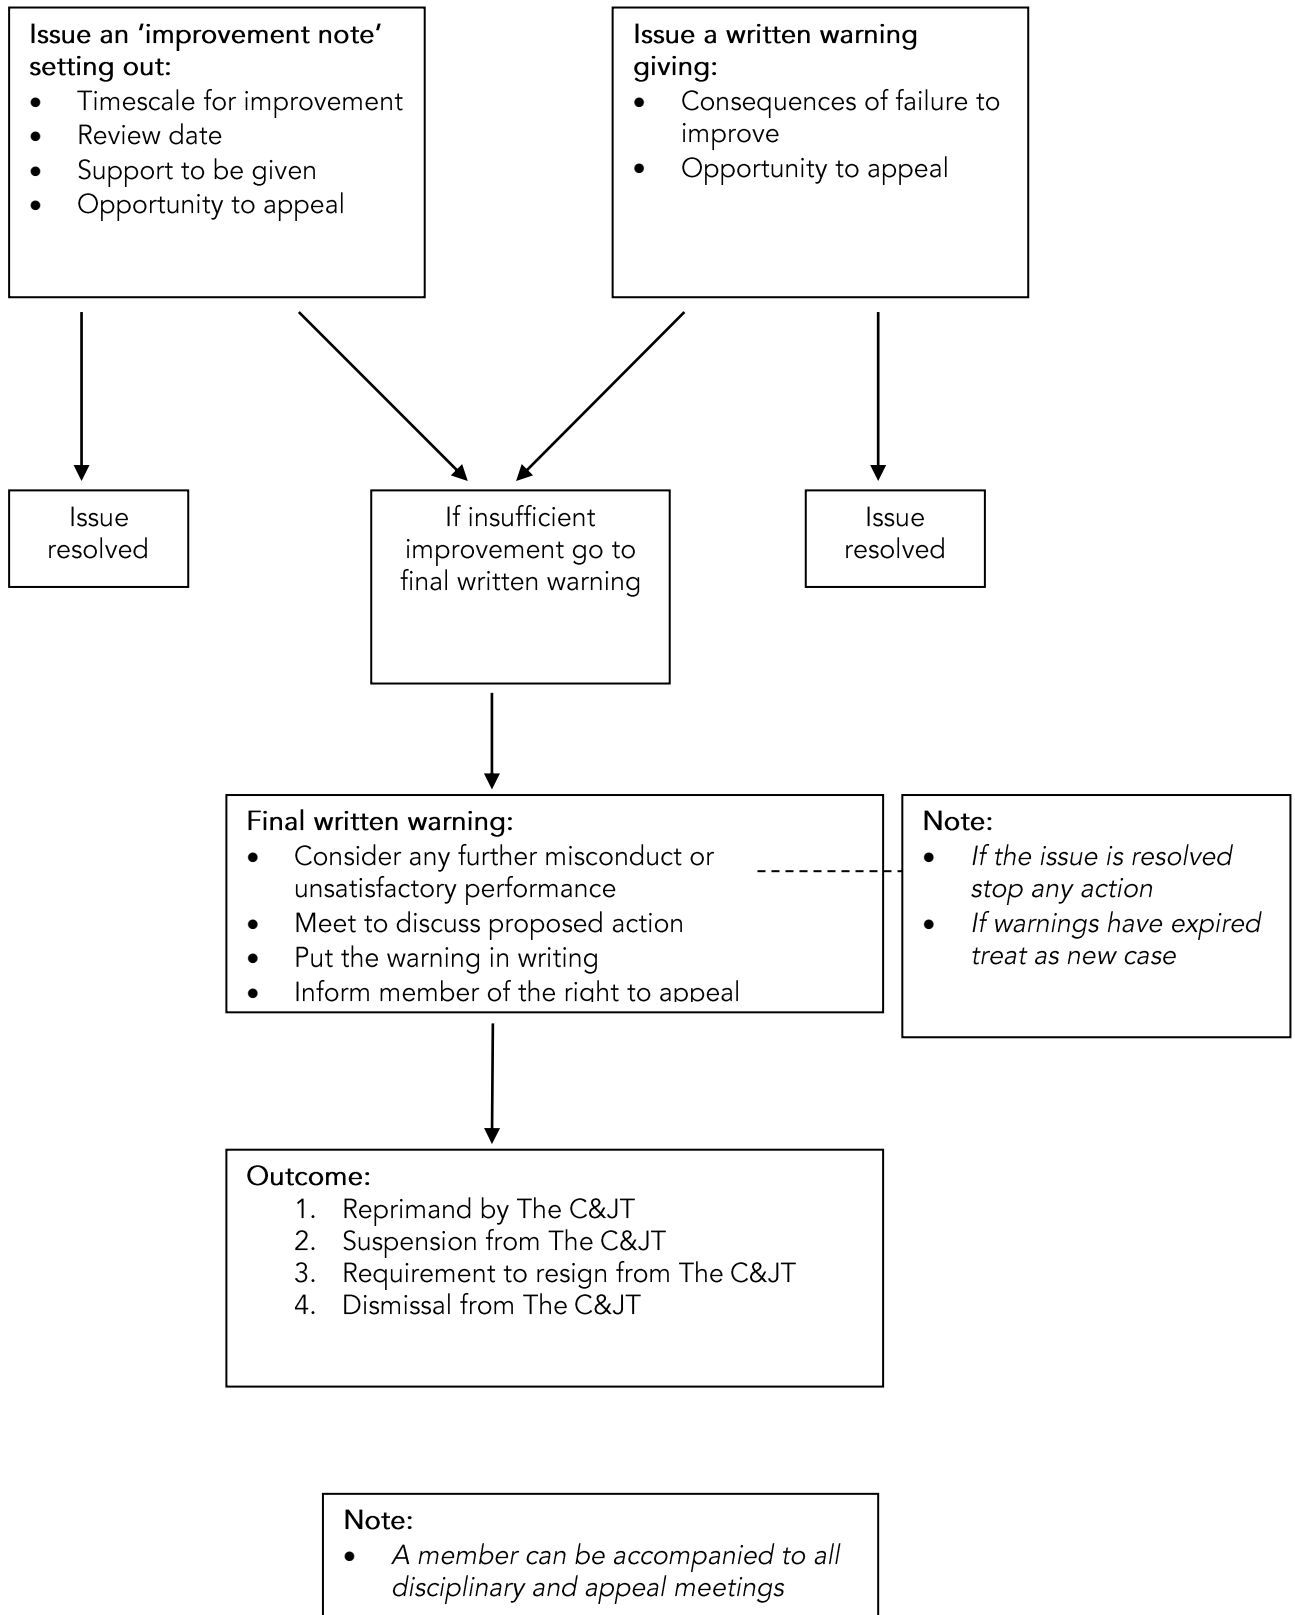 Issue an ‘improvement note’
setting out:
• Timescale for improvement
• Review date
• Support to be given
• Opportunity to appeal
Issue a written warning
giving:
• Consequences of failure to
improve
• Opportunity to appeal
Issue
resolved
If insufficient
improvement go to
final written warning
Issue
resolved
Final written warning:
• Consider any further misconduct or
unsatisfactory performance
• Meet to discuss proposed action
• Put the warning in writing
• Inform member of the right to appeal
Note:
• If the issue is resolved
stop any action
• If warnings have expired
treat as new case
Outcome:
1. Reprimand by The C&JT
2. Suspension from The C&JT
3. Requirement to resign from The C&JT
4. Dismissal from The C&JT
Note:
• A member can be accompanied to all
disciplinary and appeal meetings